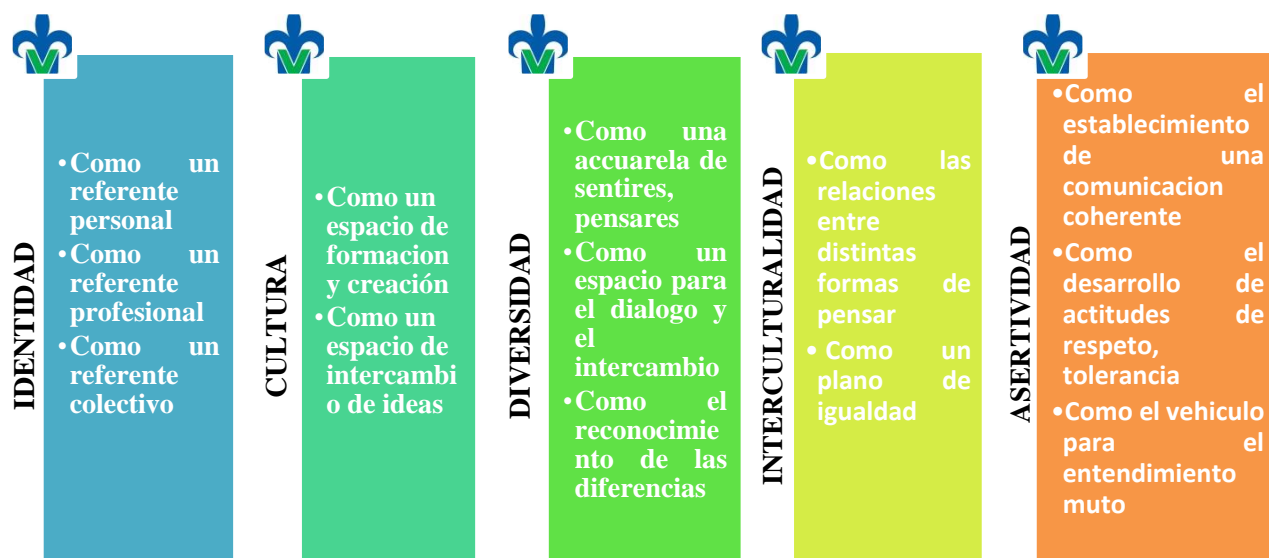 IDENTIDAD
•Como un
referente
personal
•Como un
referente
profesional
•Como un
referente
colectivo
CULTURA
•Como un
espacio de
formacion
y creación
•Como un
espacio de
intercambi
o de ideas
DIVERSIDAD
•Como una
accuarela de
sentires,
pensares
•Como un
espacio para
el dialogo y
el
intercambio
•Como el
reconocimie
nto de las
diferencias
INTERCULTURALIDAD
•Como las
relaciones
entre
distintas
formas de
pensar
• Como un
plano de
igualdad
ASERTIVIDAD
•Como el
establecimiento
de una
comunicacion
coherente
•Como el
desarrollo de
actitudes de
respeto,
tolerancia
•Como el vehiculo
para el
entendimiento
muto